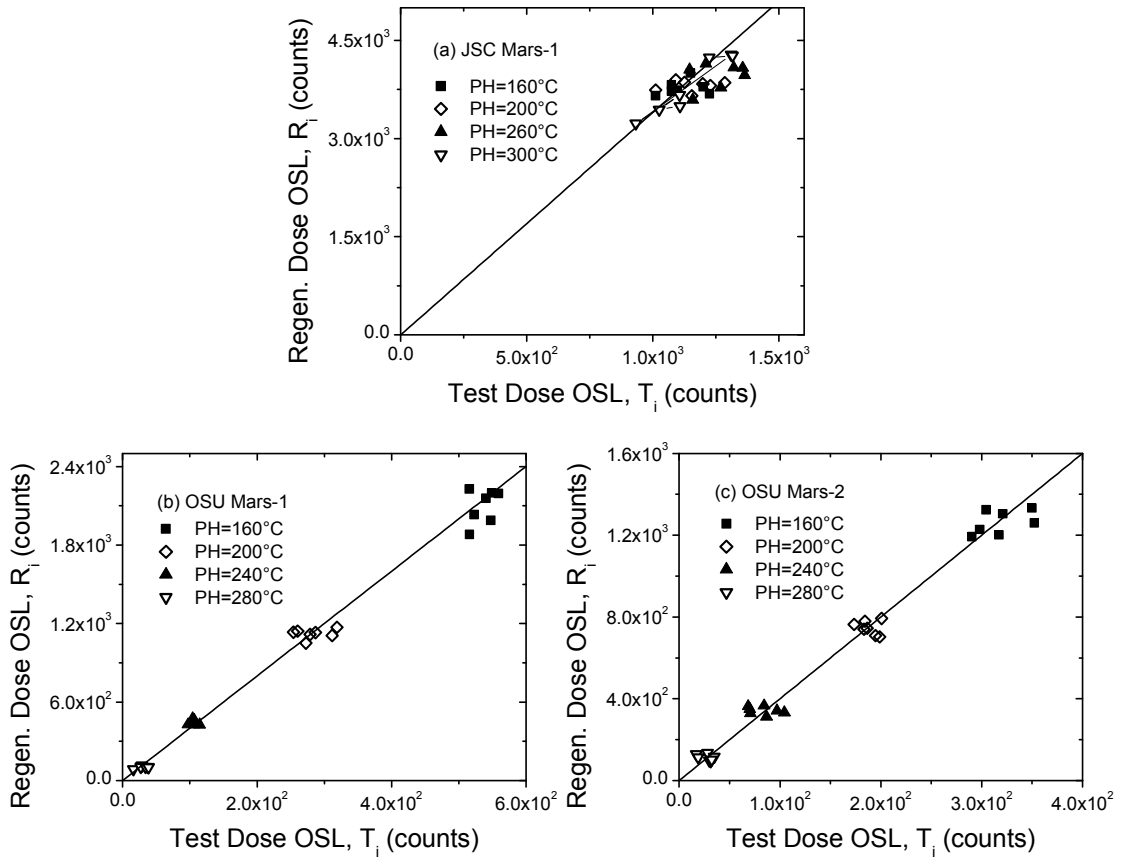 (a) JSC Mars-1
PH=160°C
PH=200°C
PH=260°C
PH=300°C
4.5x10³
3.0x10³
1.5x10³
0.0
0.0
5.0x10²
1.0x10³
1.5x10³
Regen. Dose OSL, Rᵢ (counts)
Test Dose OSL, Tᵢ (counts)
(b) OSU Mars-1
PH=160°C
PH=200°C
PH=240°C
PH=280°C
2.4x10³
1.8x10³
1.2x10³
6.0x10²
0.0
0.0
2.0x10²
4.0x10²
6.0x10²
Regen. Dose OSL, Rᵢ (counts)
Test Dose OSL, Tᵢ (counts)
(c) OSU Mars-2
PH=160°C
PH=200°C
PH=240°C
PH=280°C
1.6x10³
1.2x10³
8.0x10²
4.0x10²
0.0
0.0
1.0x10²
2.0x10²
3.0x10²
4.0x10²
Regen. Dose OSL, Rᵢ (counts)
Test Dose OSL, Tᵢ (counts)